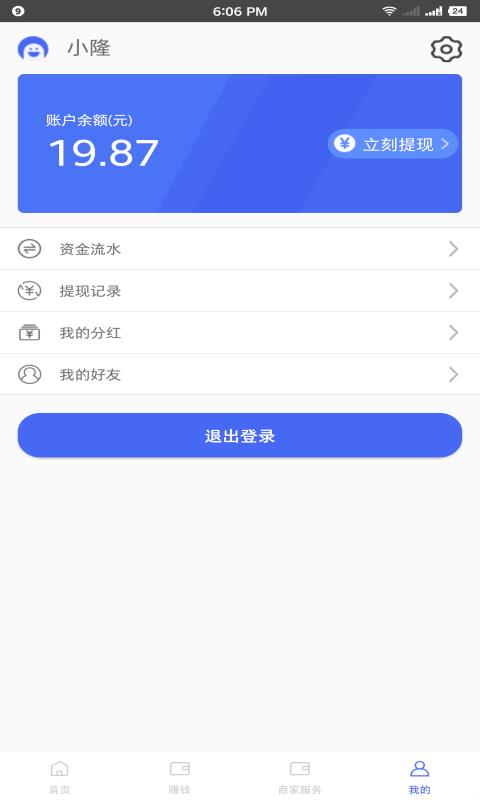 9
6:06 PM
24
小隆
账户余额(元)
19.87
¥ 立刻提现
资金流水
提现记录
我的分红
我的好友
退出登录
首页
赚钱
商家服务
我的